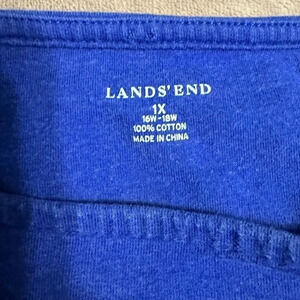 LANDS' END
1X
16W-18W
100% COTTON
MADE IN CHINA